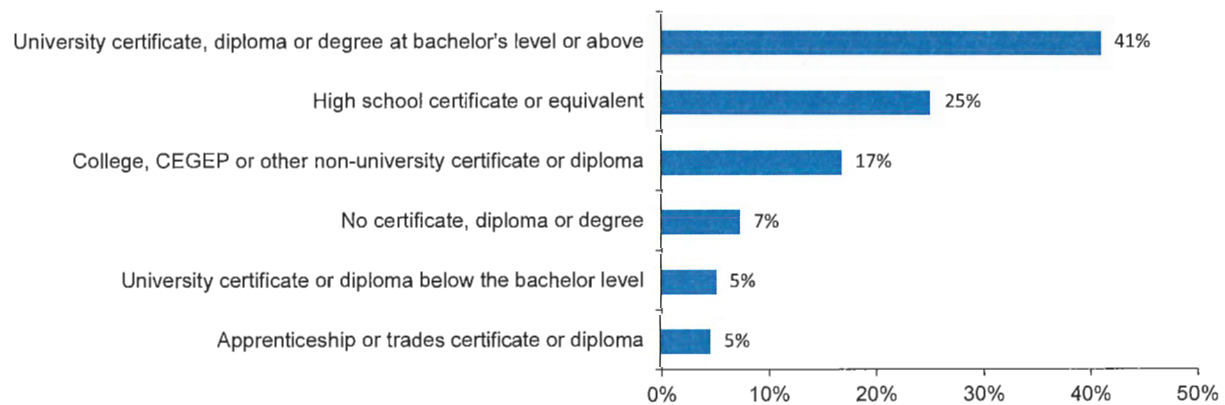 University certificate, diploma or degree at bachelor's level or above 41%
High school certificate or equivalent 25%
College, CEGEP or other non-university certificate or diploma 17%
No certificate, diploma or degree 7%
University certificate or diploma below the bachelor level 5%
Apprenticeship or trades certificate or diploma 5%
0% 10% 20% 30% 40% 50%